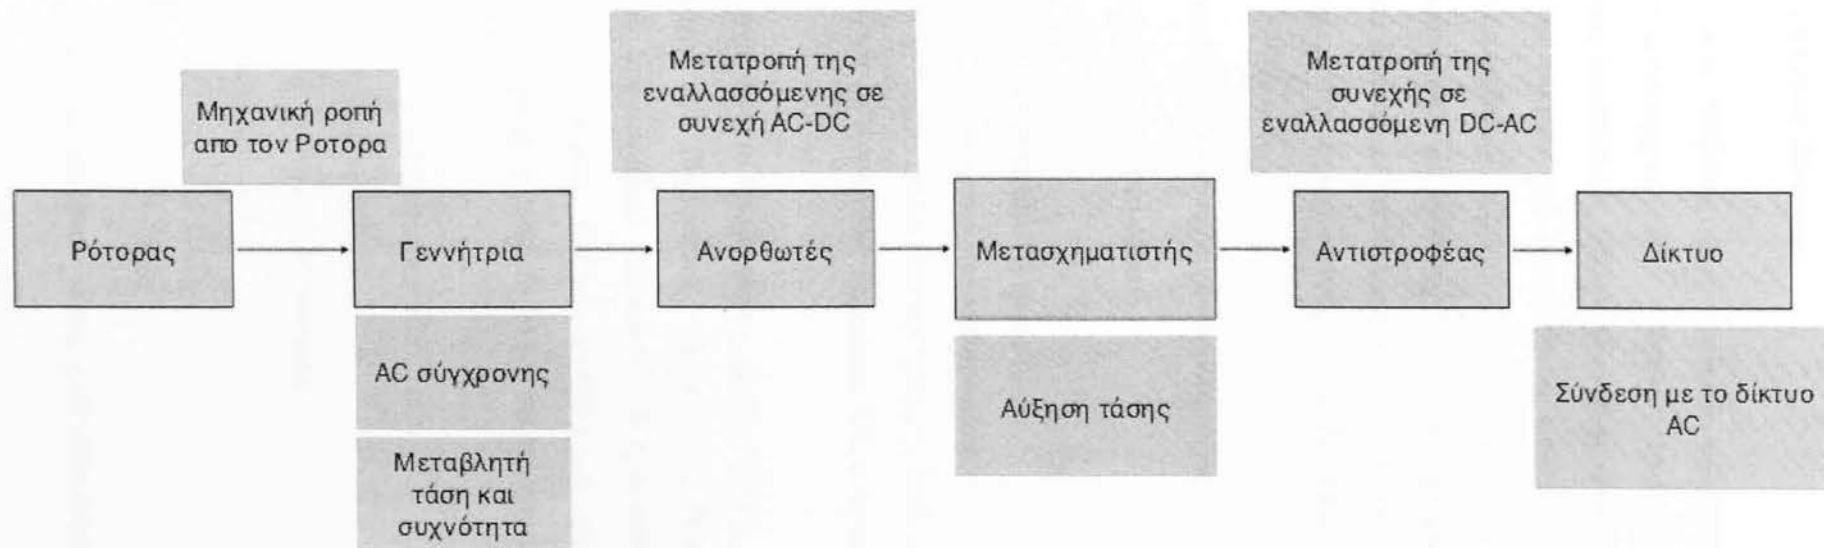 Μηχανική ροπή
απο τον Ροτορα
Μετατροπή της
εναλλασσόμενης σε
συνεχή AC-DC
Μετατροπή της
συνεχής σε
εναλλασσόμενη DC-AC
Ρότορας
Γεννήτρια
Ανορθωτές
Μετασχηματιστής
Αντιστροφέας
Δίκτυο
AC σύγχρονης
Μεταβλητή
τάση και
συχνότητα
Αύξηση τάσης
Σύνδεση με το δίκτυο
AC